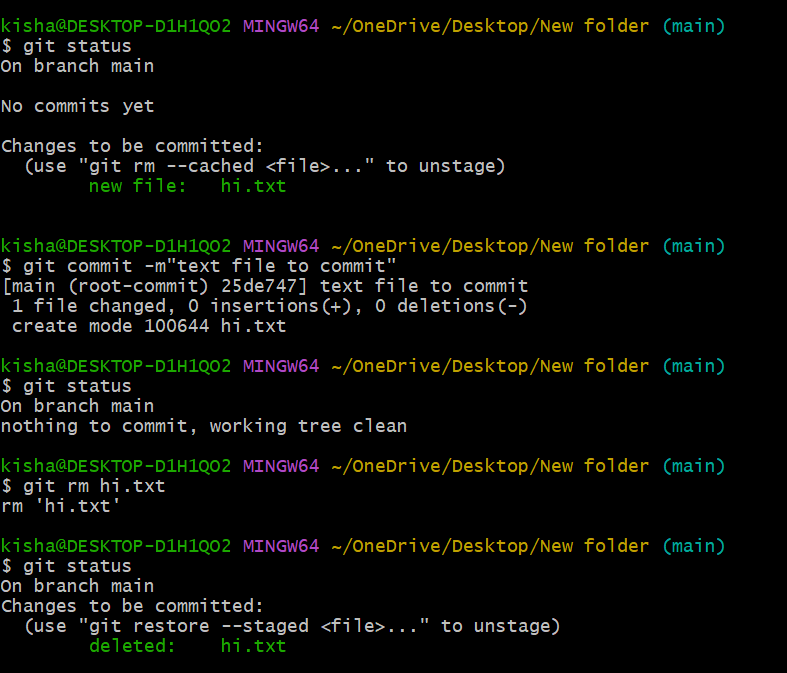 kisha@DESKTOP-D1H1QO2 MINGW64 ~/OneDrive/Desktop/New folder (main)
$ git status
On branch main
No commits yet
Changes to be committed:
  (use "git rm --cached <file>..." to unstage)
        new file:   hi.txt
kisha@DESKTOP-D1H1QO2 MINGW64 ~/OneDrive/Desktop/New folder (main)
$ git commit -m"text file to commit"
[main (root-commit) 25de747] text file to commit
 1 file changed, 0 insertions(+), 0 deletions(-)
 create mode 100644 hi.txt
kisha@DESKTOP-D1H1QO2 MINGW64 ~/OneDrive/Desktop/New folder (main)
$ git status
On branch main
nothing to commit, working tree clean
kisha@DESKTOP-D1H1QO2 MINGW64 ~/OneDrive/Desktop/New folder (main)
$ git rm hi.txt
rm 'hi.txt'
kisha@DESKTOP-D1H1QO2 MINGW64 ~/OneDrive/Desktop/New folder (main)
$ git status
On branch main
Changes to be committed:
  (use "git restore --staged <file>..." to unstage)
        deleted:    hi.txt